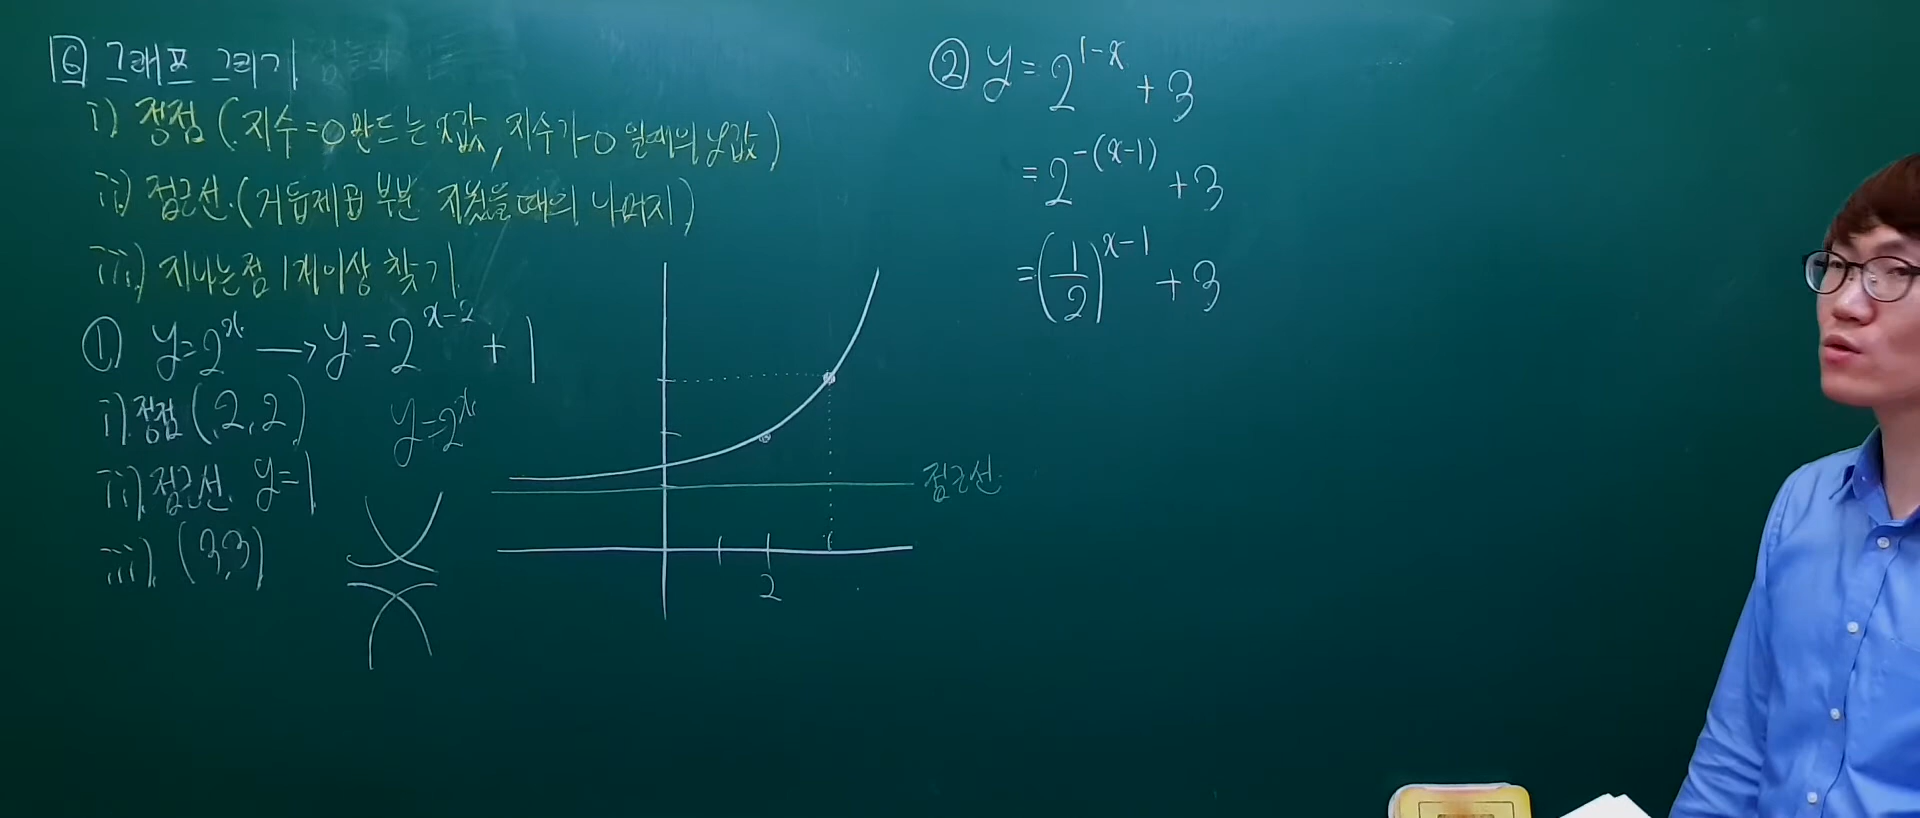 6 그래프 그리기
i) 정점 (지수=0 만드는 x값, 지수가 0일때의 y값)
ii) 점근선 (거듭제곱 부분 지웠을때의 나머지)
iii) 지나는점 1개이상 찾기
① y=2^x → y=2^{x-2}+1
i) 정점 (2, 2)
y=2^x
ii) 점근선 y=1
iii) (3, 3)
점근선
2
② y=2^{1-x}+3
=2^{-(x-1)}+3
=(1/2)^{x-1}+3